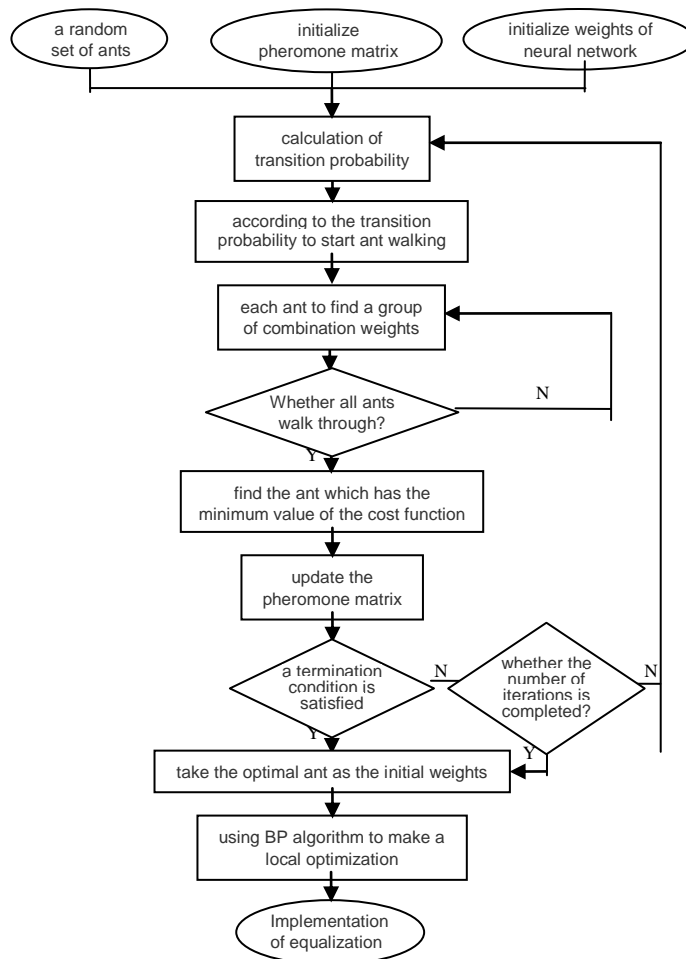 a random
set of ants
initialize
pheromone matrix
initialize weights of
neural network
calculation of
transition probability
according to the transition
probability to start ant walking
each ant to find a group
of combination weights
Whether all ants
walk through?
N
Y
find the ant which has the
minimum value of the cost function
update the
pheromone matrix
a termination
condition is
satisfied
N
Y
whether the
number of
iterations is
completed?
N
Y
take the optimal ant as the initial weights
using BP algorithm to make a
local optimization
Implementation
of equalization